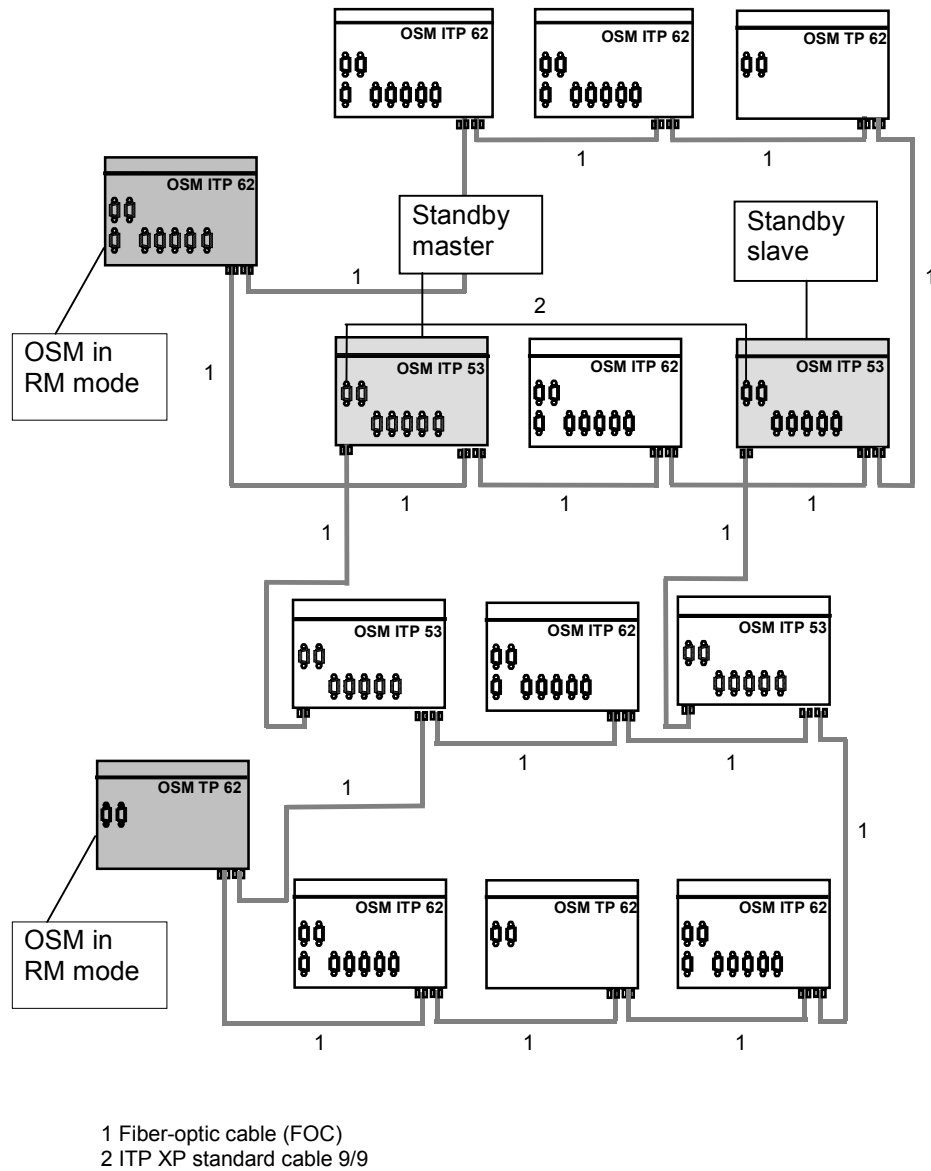 OSM ITP 62
OSM ITP 62
OSM TP 62
1
1
OSM ITP 62
Standby
master
Standby
slave
1
1
2
OSM in
RM mode
1
OSM ITP 53
OSM ITP 62
OSM ITP 53
1
1
1
1
1
OSM ITP 53
OSM ITP 62
OSM ITP 53
1
1
OSM TP 62
1
1
OSM ITP 62
OSM TP 62
OSM ITP 62
OSM in
RM mode
1
1
1
1 Fiber-optic cable (FOC)
2 ITP XP standard cable 9/9